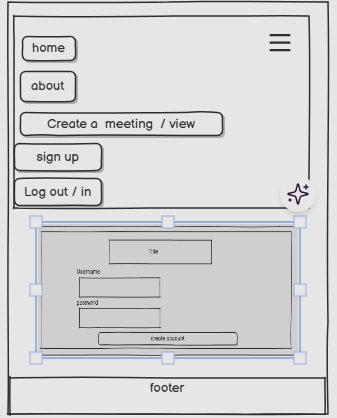 home
about
Create a meeting / view
sign up
Log out / in
Title
Username
password
create account
footer